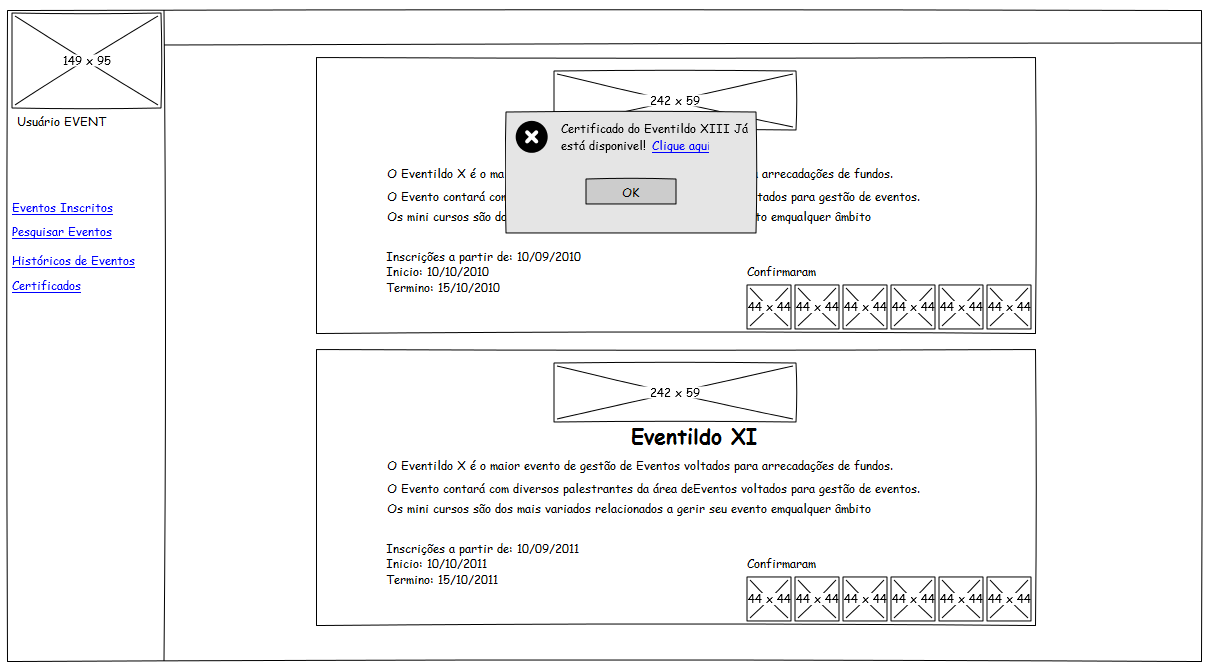 149 x 95
Usuário EVENT
Eventos Inscritos
Pesquisar Eventos
Históricos de Eventos
Certificados
242 x 59
Certificado do Eventildo XIII Já
está disponivel! Clique aqui
OK
O Eventildo X é o arrecadações de fundos.
O Evento contará para gestão de eventos.
Os mini cursos são emqualquer âmbito
Inscrições a partir de: 10/09/2010
Inicio: 10/10/2010
Termino: 15/10/2010
Confirmaram
44 x 44 44 x 44 44 x 44 44 x 44 44 x 44 44 x 44
242 x 59
Eventildo XI
O Eventildo X é o maior evento de gestão de Eventos voltados para arrecadações de fundos.
O Evento contará com diversos palestrantes da área deEventos voltados para gestão de eventos.
Os mini cursos são dos mais variados relacionados a gerir seu evento emqualquer âmbito
Inscrições a partir de: 10/09/2011
Inicio: 10/10/2011
Termino: 15/10/2011
Confirmaram
44 x 44 44 x 44 44 x 44 44 x 44 44 x 44 44 x 44